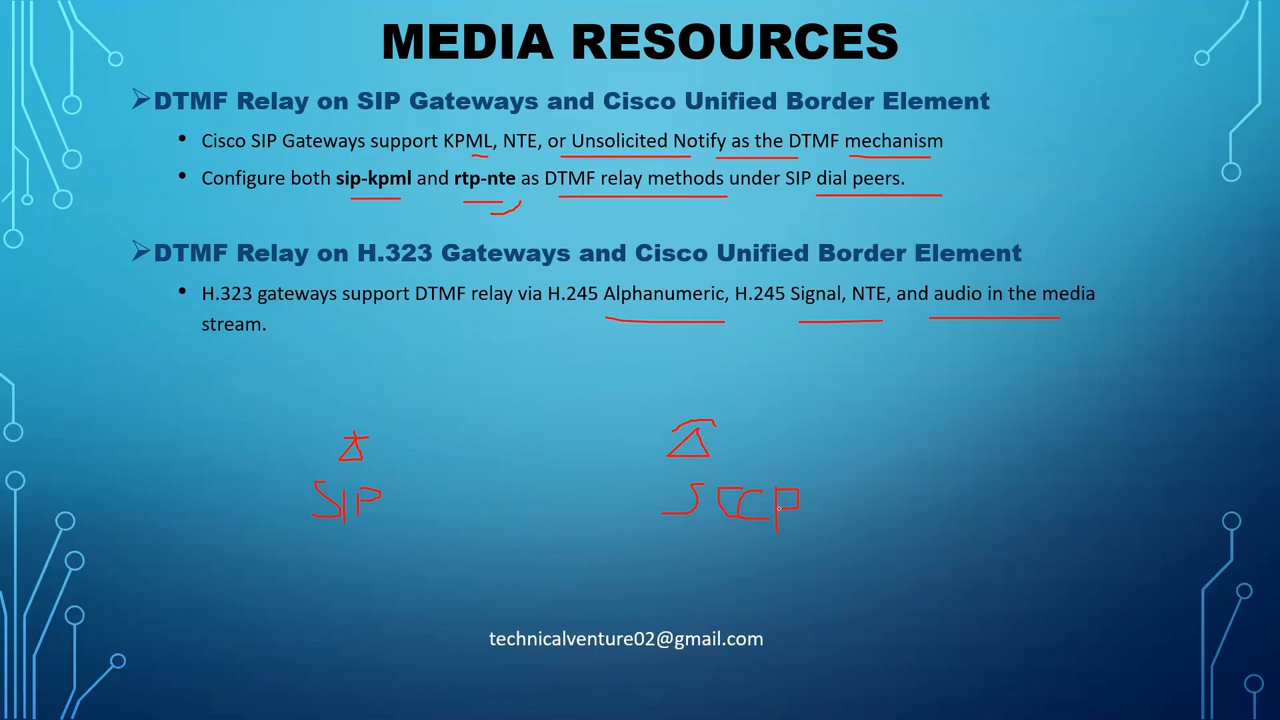 MEDIA RESOURCES
DTMF Relay on SIP Gateways and Cisco Unified Border Element
• Cisco SIP Gateways support KPML, NTE, or Unsolicited Notify as the DTMF mechanism
• Configure both sip-kpml and rtp-nte as DTMF relay methods under SIP dial peers.
DTMF Relay on H.323 Gateways and Cisco Unified Border Element
• H.323 gateways support DTMF relay via H.245 Alphanumeric, H.245 Signal, NTE, and audio in the media
stream.
SIP SCCP
technicalventure02@gmail.com